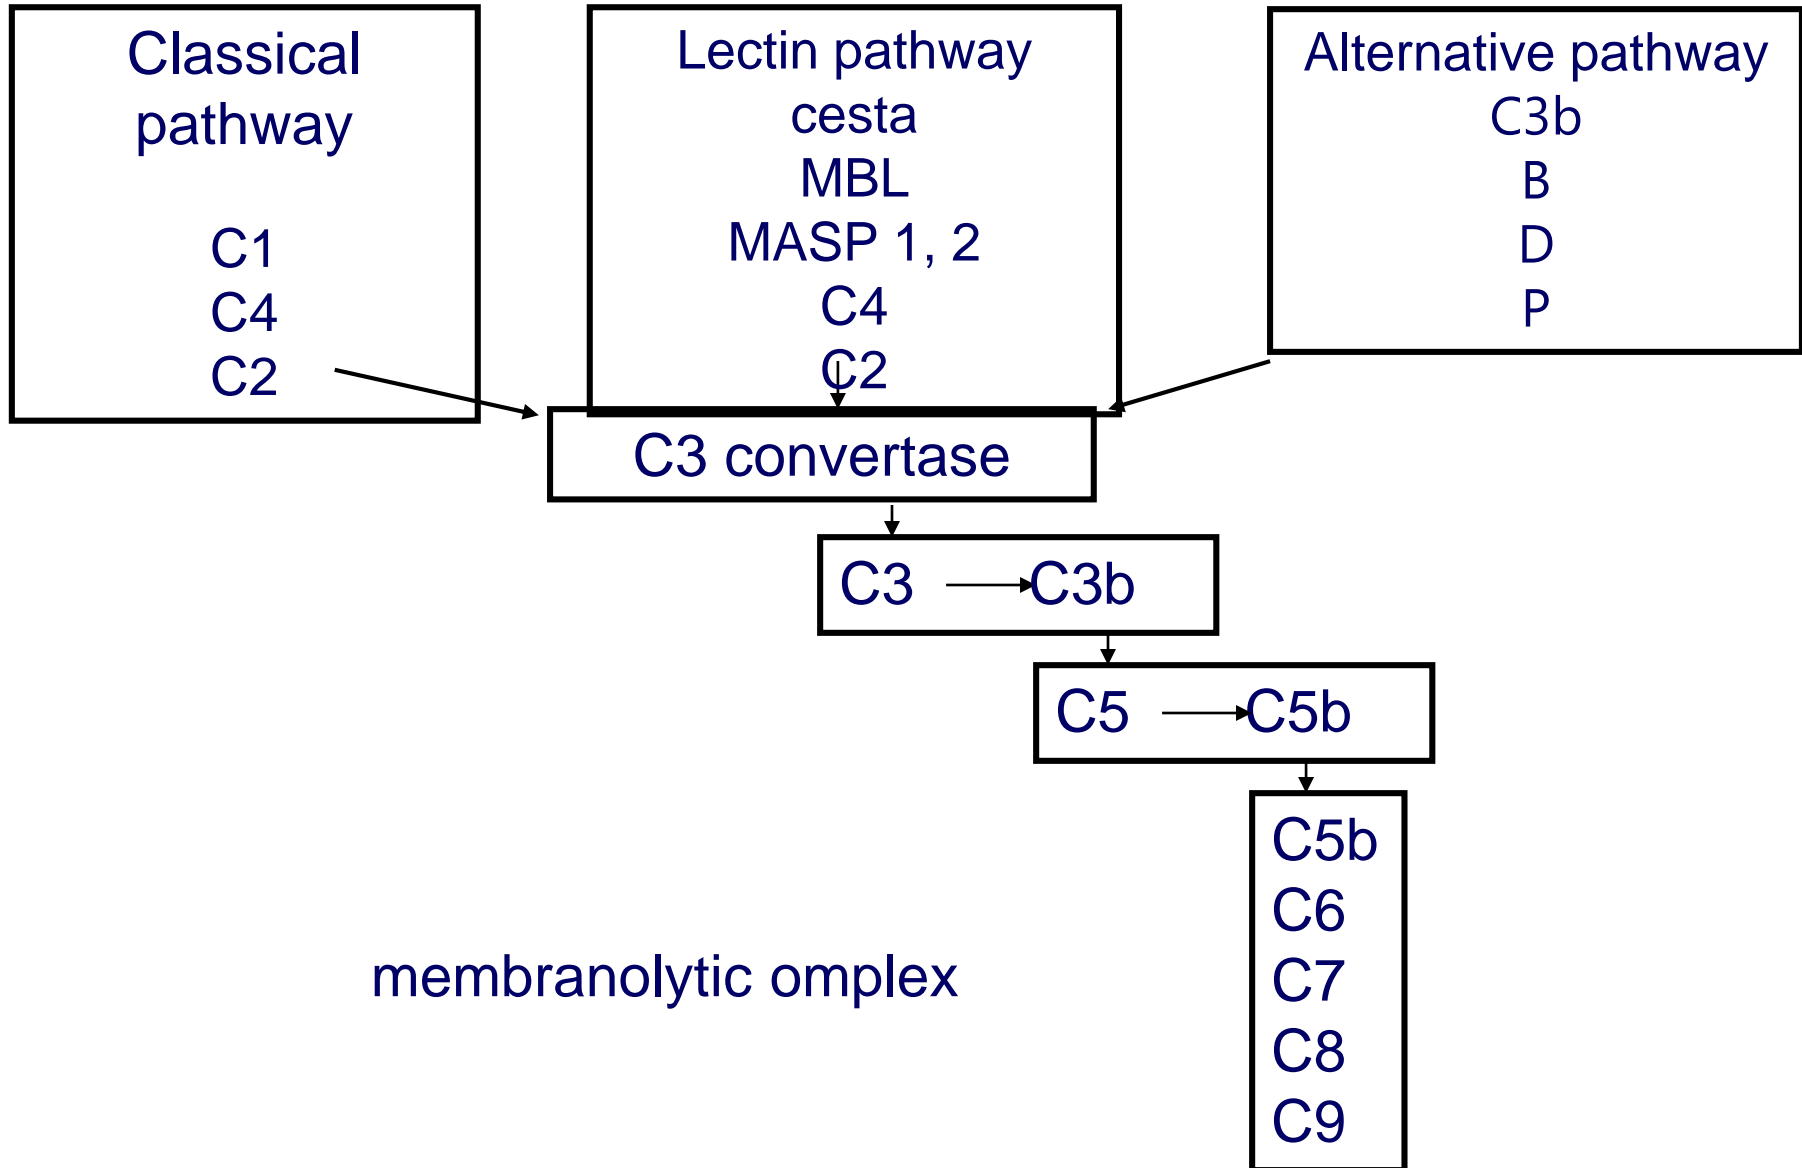 Classical
pathway
C1
C4
C2
Lectin pathway
cesta
MBL
MASP 1, 2
C4
C2
Alternative pathway
C3b
B
D
P
C3 convertase
C3 C3b
C5 C5b
C5b
C6
C7
C8
C9
membranolytic omplex